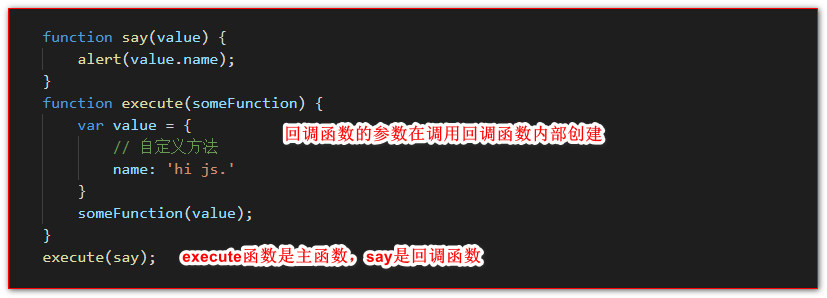 function say(value) {
alert(value.name);
}
function execute(someFunction) {
var value = {
回调函数的参数在调用回调函数内部创建
// 自定义方法
name: 'hi js.'
}
someFunction(value);
}
execute(say);
execute函数是主函数，say是回调函数